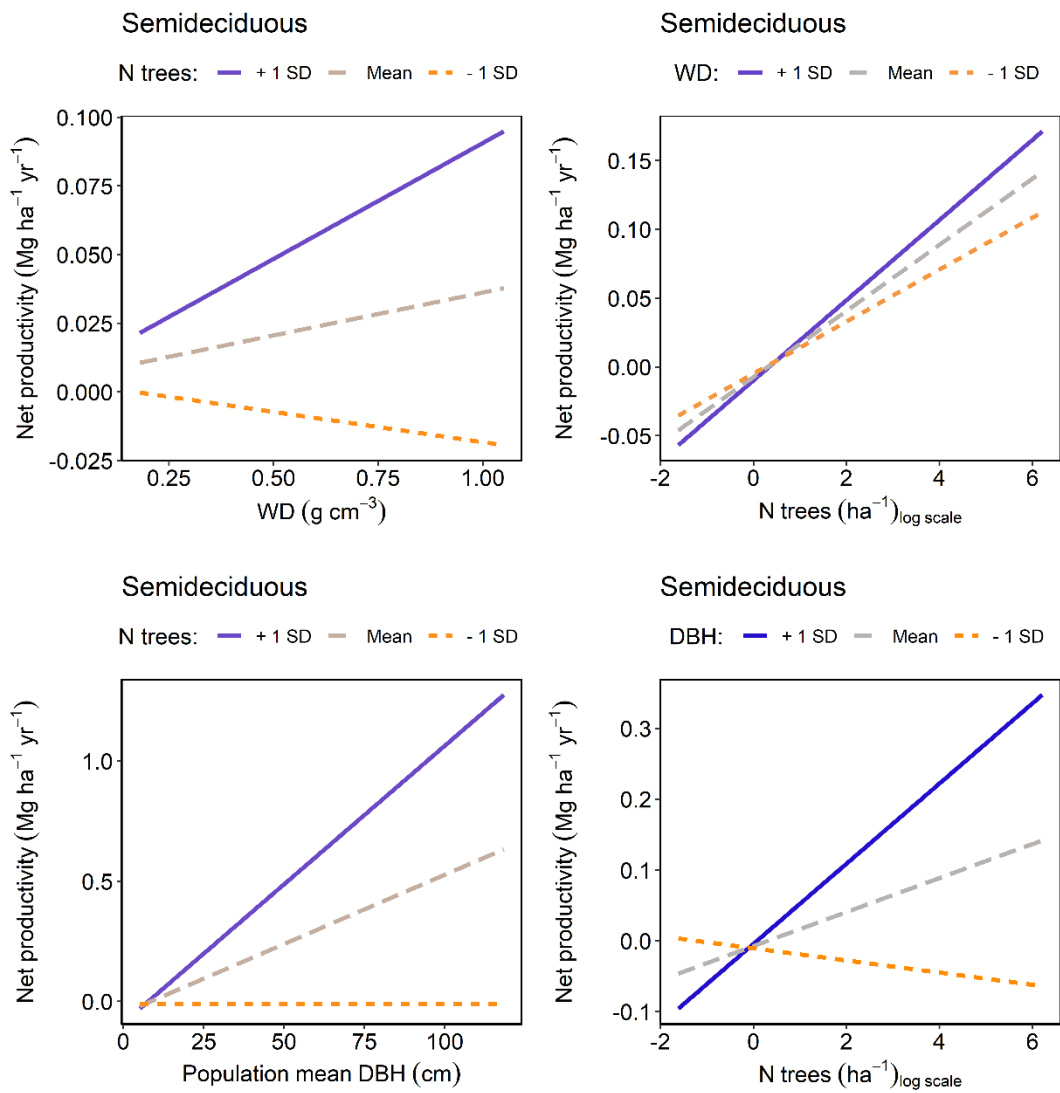 Semideciduous
N trees: + 1 SD Mean - 1 SD
Net productivity (Mg ha⁻¹ yr⁻¹)
0.100
0.075
0.050
0.025
0.000
-0.025
0.25 0.50 0.75 1.00
WD (g cm⁻³)
Semideciduous
WD: + 1 SD Mean - 1 SD
Net productivity (Mg ha⁻¹ yr⁻¹)
0.15
0.10
0.05
0.00
-0.05
-2 0 2 4 6
N trees (ha⁻¹)log scale
Semideciduous
N trees: + 1 SD Mean - 1 SD
Net productivity (Mg ha⁻¹ yr⁻¹)
1.0
0.5
0.0
0 25 50 75 100
Population mean DBH (cm)
Semideciduous
DBH: + 1 SD Mean - 1 SD
Net productivity (Mg ha⁻¹ yr⁻¹)
0.3
0.2
0.1
0.0
-0.1
-2 0 2 4 6
N trees (ha⁻¹)log scale